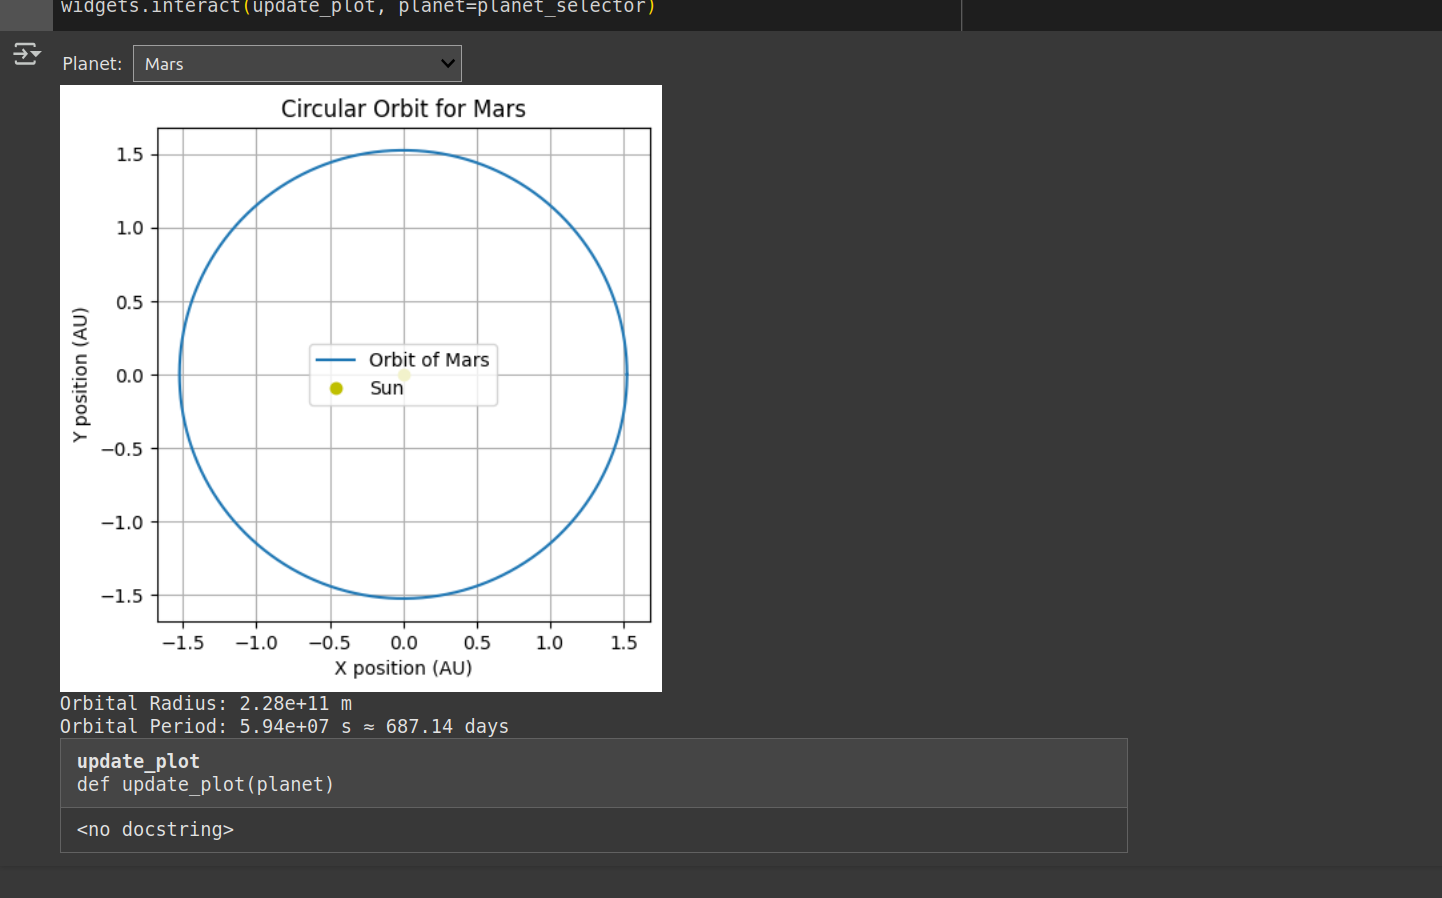 widgets.interact(update_plot, planet=planet_selector)
Planet: Mars
Circular Orbit for Mars
1.5
1.0
0.5
0.0
−0.5
−1.0
−1.5
Y position (AU)
Orbit of Mars
Sun
−1.5 −1.0 −0.5 0.0 0.5 1.0 1.5
X position (AU)
Orbital Radius: 2.28e+11 m
Orbital Period: 5.94e+07 s ≈ 687.14 days
update_plot
def update_plot(planet)
<no docstring>